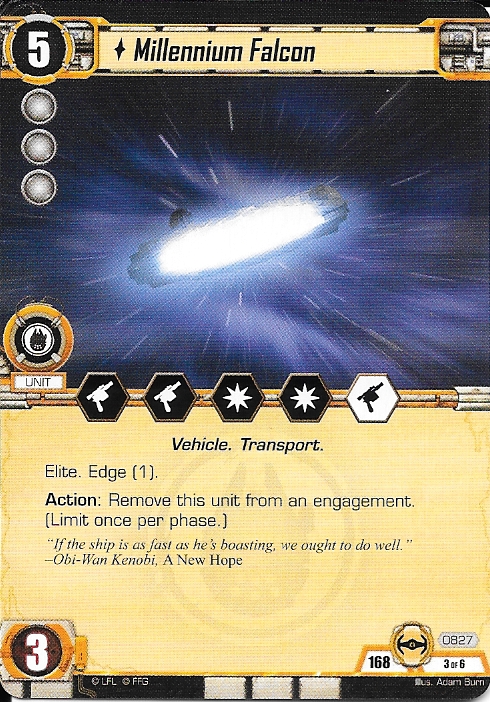 5
Millennium Falcon
UNIT
Vehicle. Transport.
Elite. Edge (1).
Action: Remove this unit from an engagement.
(Limit once per phase.)
“If the ship is as fast as he’s boasting, we ought to do well.”
–Obi-Wan Kenobi, A New Hope
3
0827
168
3 OF 6
© LFL © FFG
Illus. Adam Burn